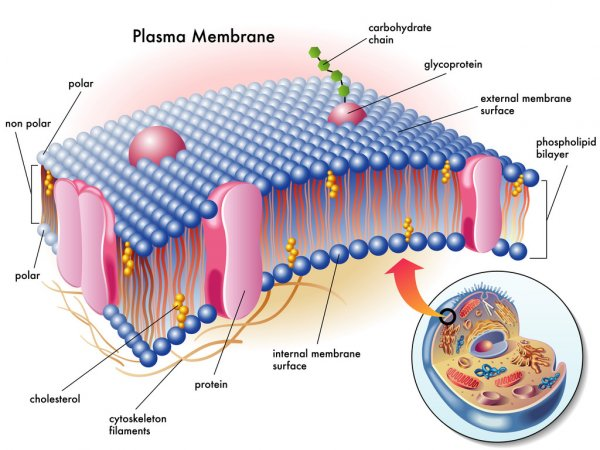 Plasma Membrane
carbohydrate
chain
glycoprotein
polar
external membrane
surface
non polar
phospholipid
bilayer
polar
internal membrane
surface
protein
cholesterol
cytoskeleton
filaments